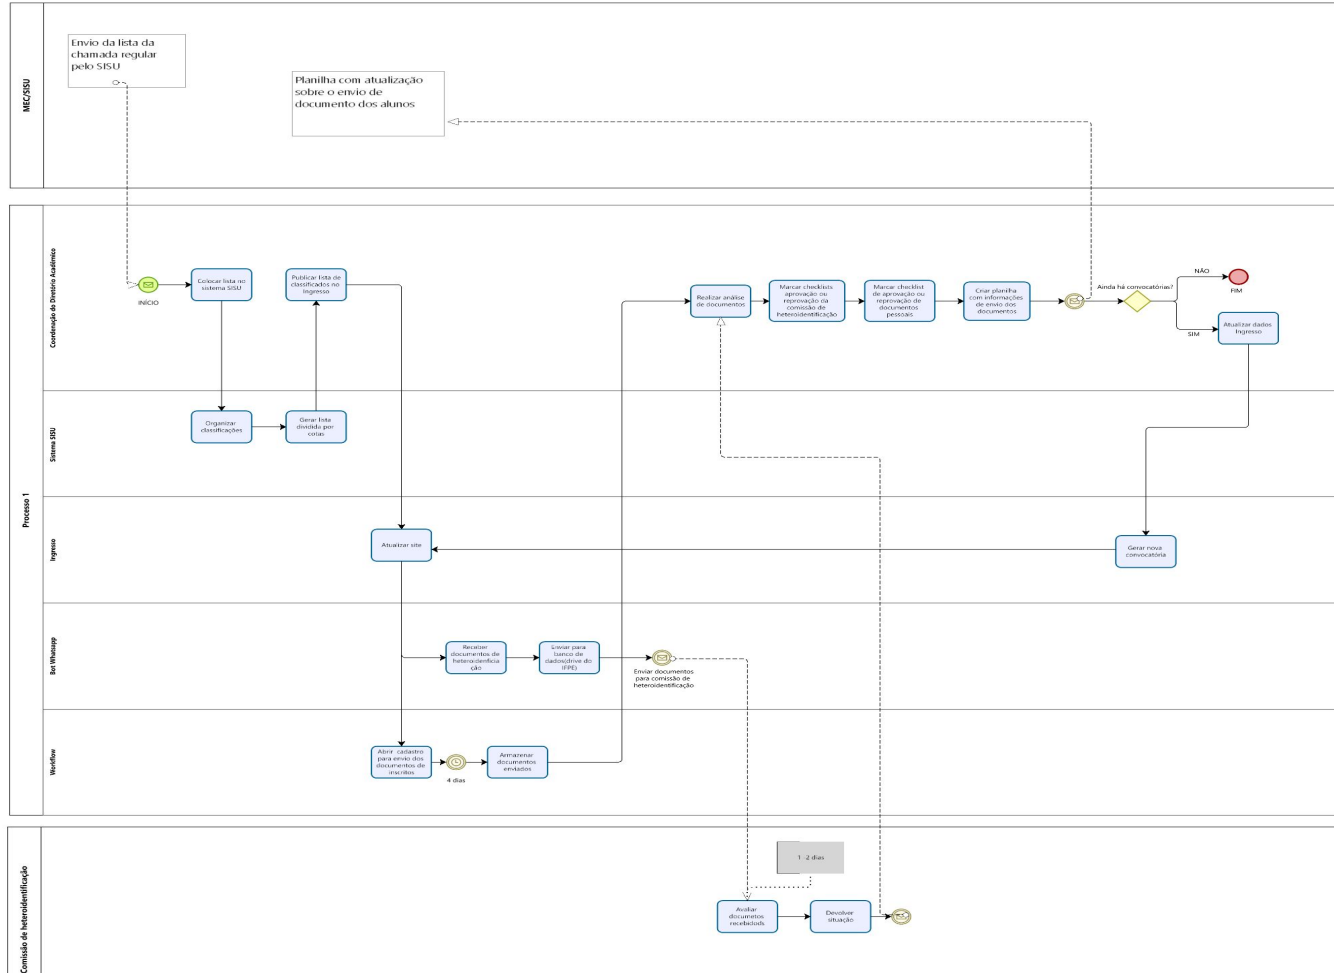 MEC/SISU
Envio da lista da
chamada regular
pelo SISU
Planilha com atualização
sobre o envio de
documento dos alunos
Processo 1
Coordenação do Diretório Acadêmico
INÍCIO
Colocar lista no
sistema SISU
Publicar lista de
classificados no
Ingresso
Realizar análise
de documentos
Marcar checklists
aprovação ou
reprovação da
comissão de
heteroidentificação
Marcar checklist
de aprovação ou
reprovação de
documentos
pessoais
Criar planilha
com informações
de envio dos
documentos
Ainda há convocatórias?
NÃO
FIM
SIM
Atualizar dados
Ingresso
Sistema SISU
Organizar
classificações
Gerar lista
dividida por
cotas
Ingresso
Atualizar site
Gerar nova
convocatória
Bot Whatsapp
Receber
documentos de
heteroidenficia
ção
Enviar para
banco de
dados(drive do
IFPE)
Enviar documentos
para comissão de
heteroidentificação
Workflow
Abrir cadastro
para envio dos
documentos de
inscritos
4 dias
Armazenar
documentos
enviados
Comissão de heteroidentificação
1 -2 dias
Avaliar
documetos
recebidods
Devolver
situação